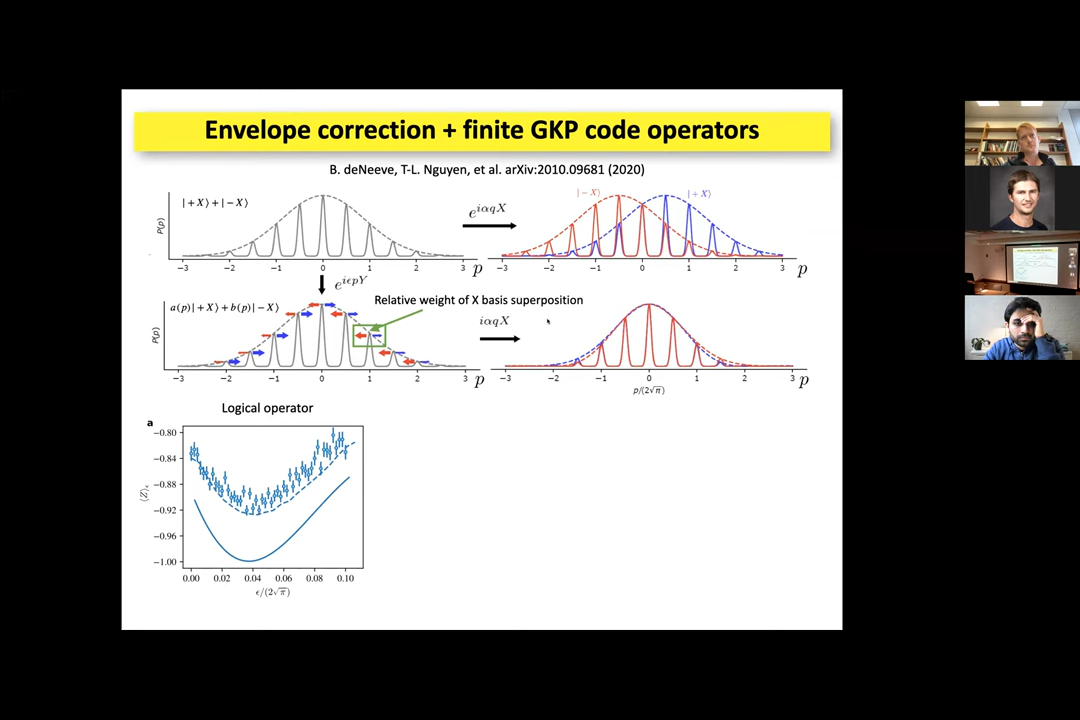 Envelope correction + finite GKP code operators
B. deNeeve, T-L. Nguyen, et al. arXiv:2010.09681 (2020)
|+X⟩+|−X⟩
P(p)
−3 −2 −1 0 1 2 3 p
e^{iαqX}
|−X⟩ |+X⟩
−3 −2 −1 0 1 2 3 p
e^{iϵpY}
a(p)|+X⟩+b(p)|−X⟩
Relative weight of X basis superposition
P(p)
−3 −2 −1 0 1 2 3 p
iαqX
−3 −2 −1 0 1 2 3 p
p/(2√π)
Logical operator
a
−0.80
−0.84
−0.88
−0.92
−0.96
−1.00
⟨Z⟩ϵ
0.00 0.02 0.04 0.06 0.08 0.10
ϵ/(2√π)